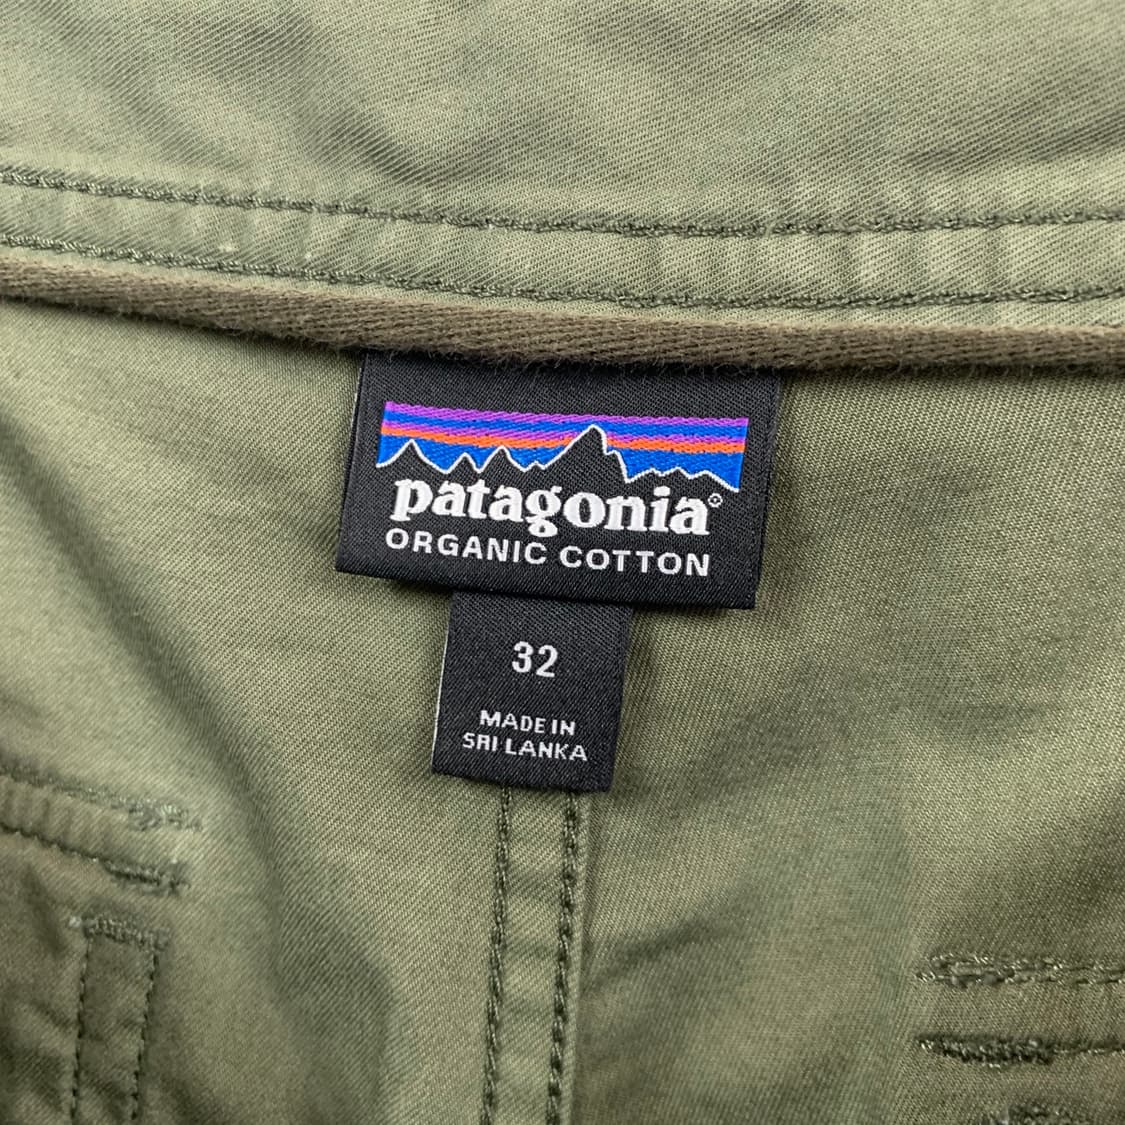 patagonia®
ORGANIC COTTON
32
MADE IN
SRI LANKA